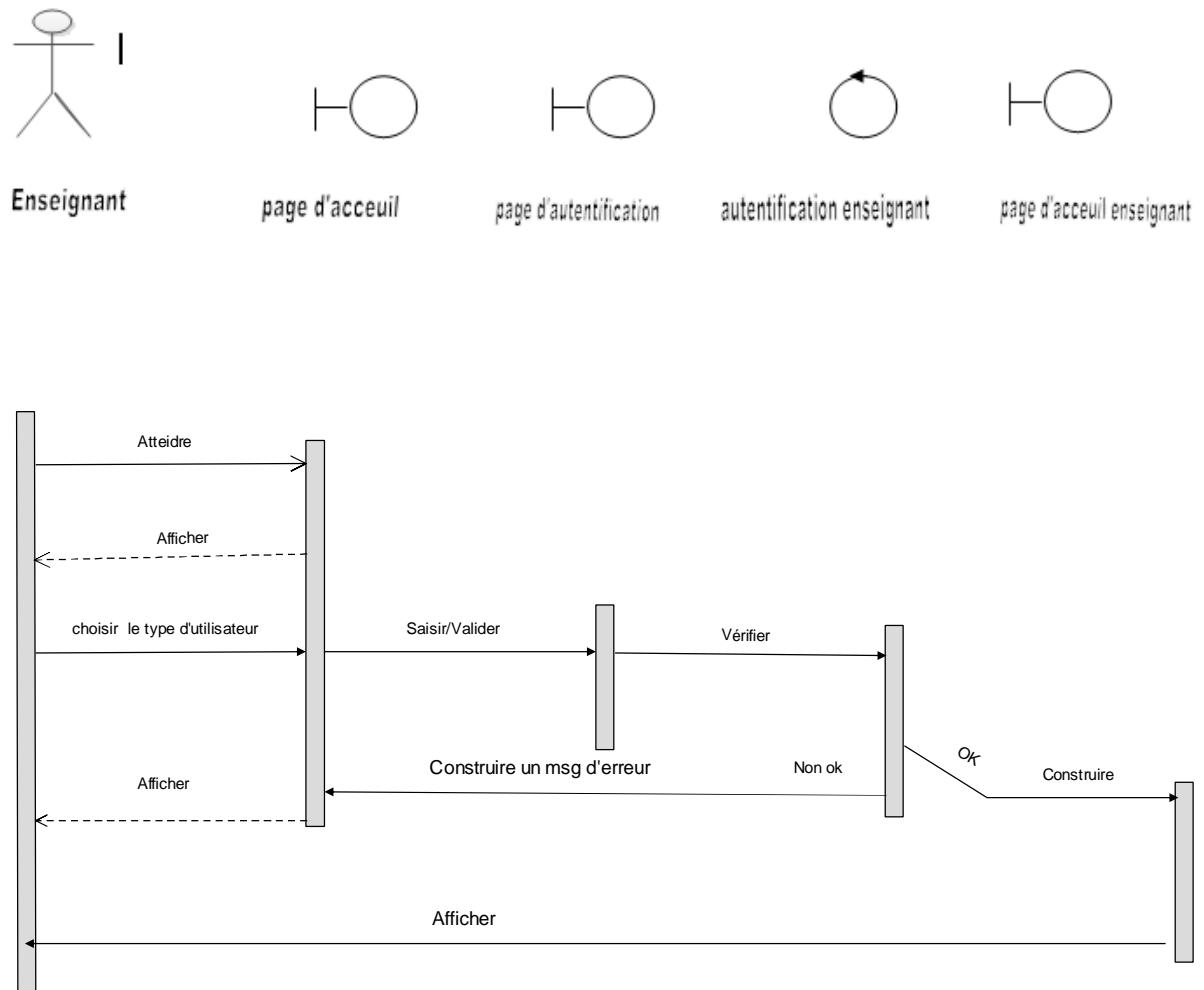 Enseignant
page d'acceuil
page d'autentification
autentification enseignant
page d'acceuil enseignant
Atteidre
Afficher
choisir le type d'utilisateur
Saisir/Valider
Vérifier
OK
Construire un msg d'erreur
Non ok
Construire
Afficher
Afficher